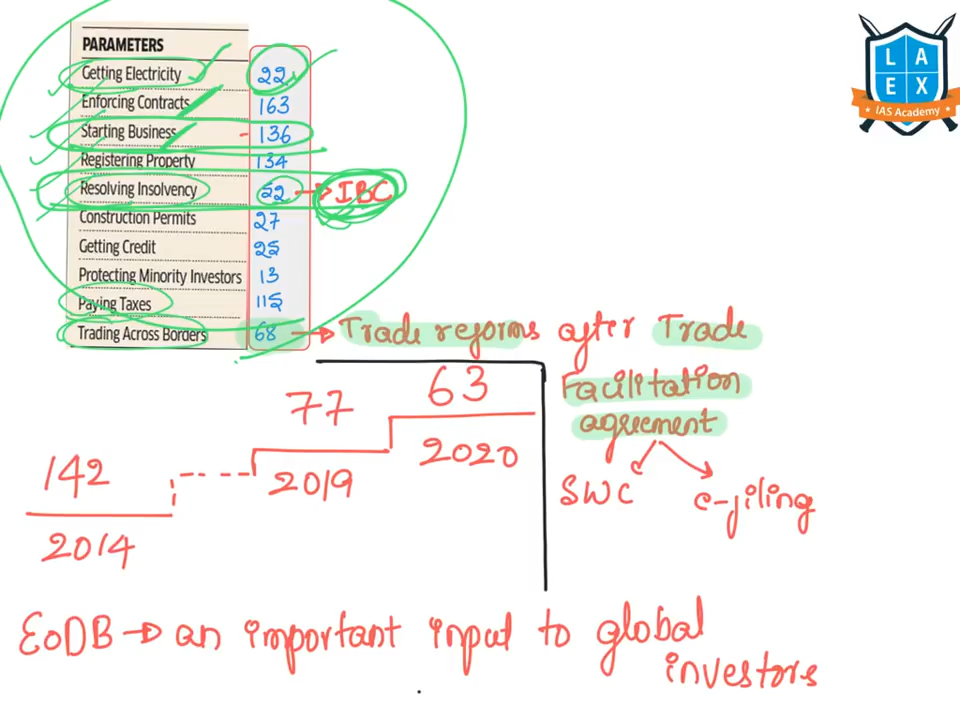 PARAMETERS
Getting Electricity 22
Enforcing Contracts 163
Starting Business - 136
Registering Property 134
Resolving Insolvency 22 → IBC
Construction Permits 27
Getting Credit 25
Protecting Minority Investors 13
Paying Taxes 115
Trading Across Borders 68 → Trade reforms after Trade
Facilitation
agreement
SWC e-filing
142
2014
77
2019
63
2020
EoDB → an important input to global
investors
L A
E X
IAS Academy